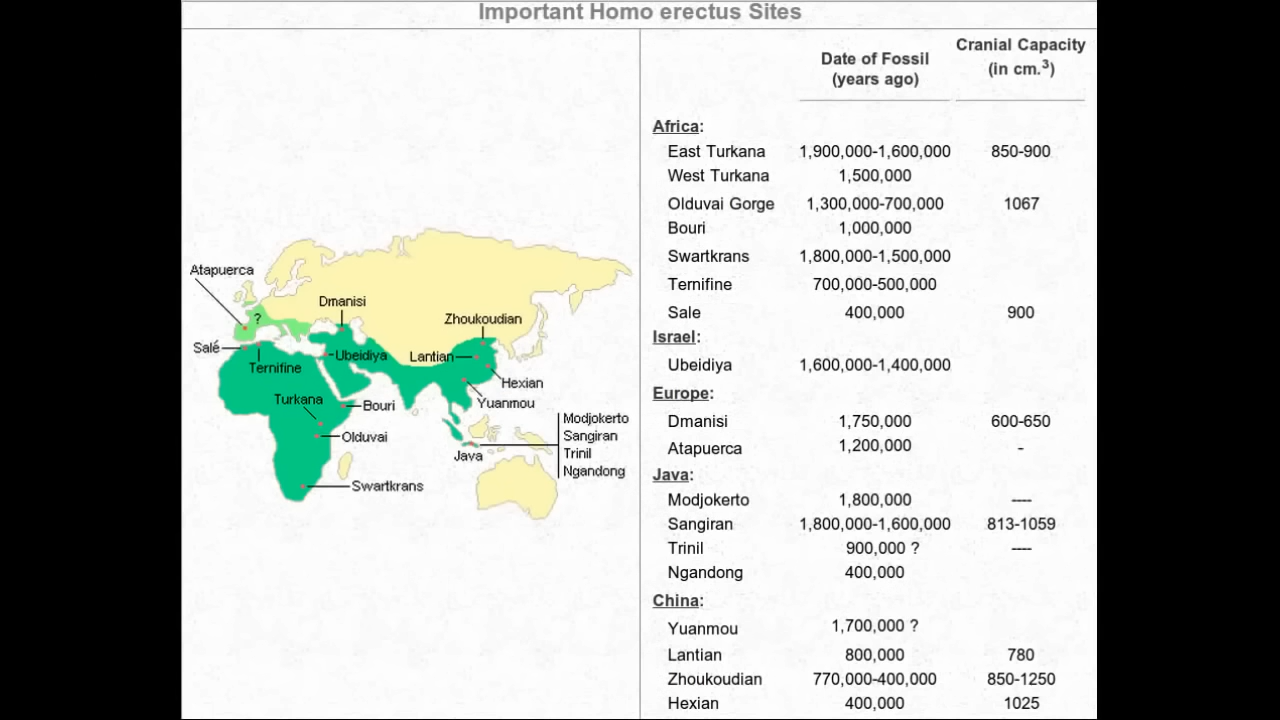 Important Homo erectus Sites
Atapuerca
?
Dmanisi
Zhoukoudian
Salé
Ternifine
Ubeidiya
Lantian
Hexian
Yuanmou
Turkana
Bouri
Olduvai
Modjokerto
Sangiran
Trinil
Ngandong
Java
Swartkrans
Date of Fossil (years ago) Cranial Capacity (in cm.³)
Africa:
East Turkana 1,900,000-1,600,000 850-900
West Turkana 1,500,000
Olduvai Gorge 1,300,000-700,000 1067
Bouri 1,000,000
Swartkrans 1,800,000-1,500,000
Ternifine 700,000-500,000
Sale 400,000 900
Israel:
Ubeidiya 1,600,000-1,400,000
Europe:
Dmanisi 1,750,000 600-650
Atapuerca 1,200,000 -
Java:
Modjokerto 1,800,000 ----
Sangiran 1,800,000-1,600,000 813-1059
Trinil 900,000 ? ----
Ngandong 400,000
China:
Yuanmou 1,700,000 ?
Lantian 800,000 780
Zhoukoudian 770,000-400,000 850-1250
Hexian 400,000 1025